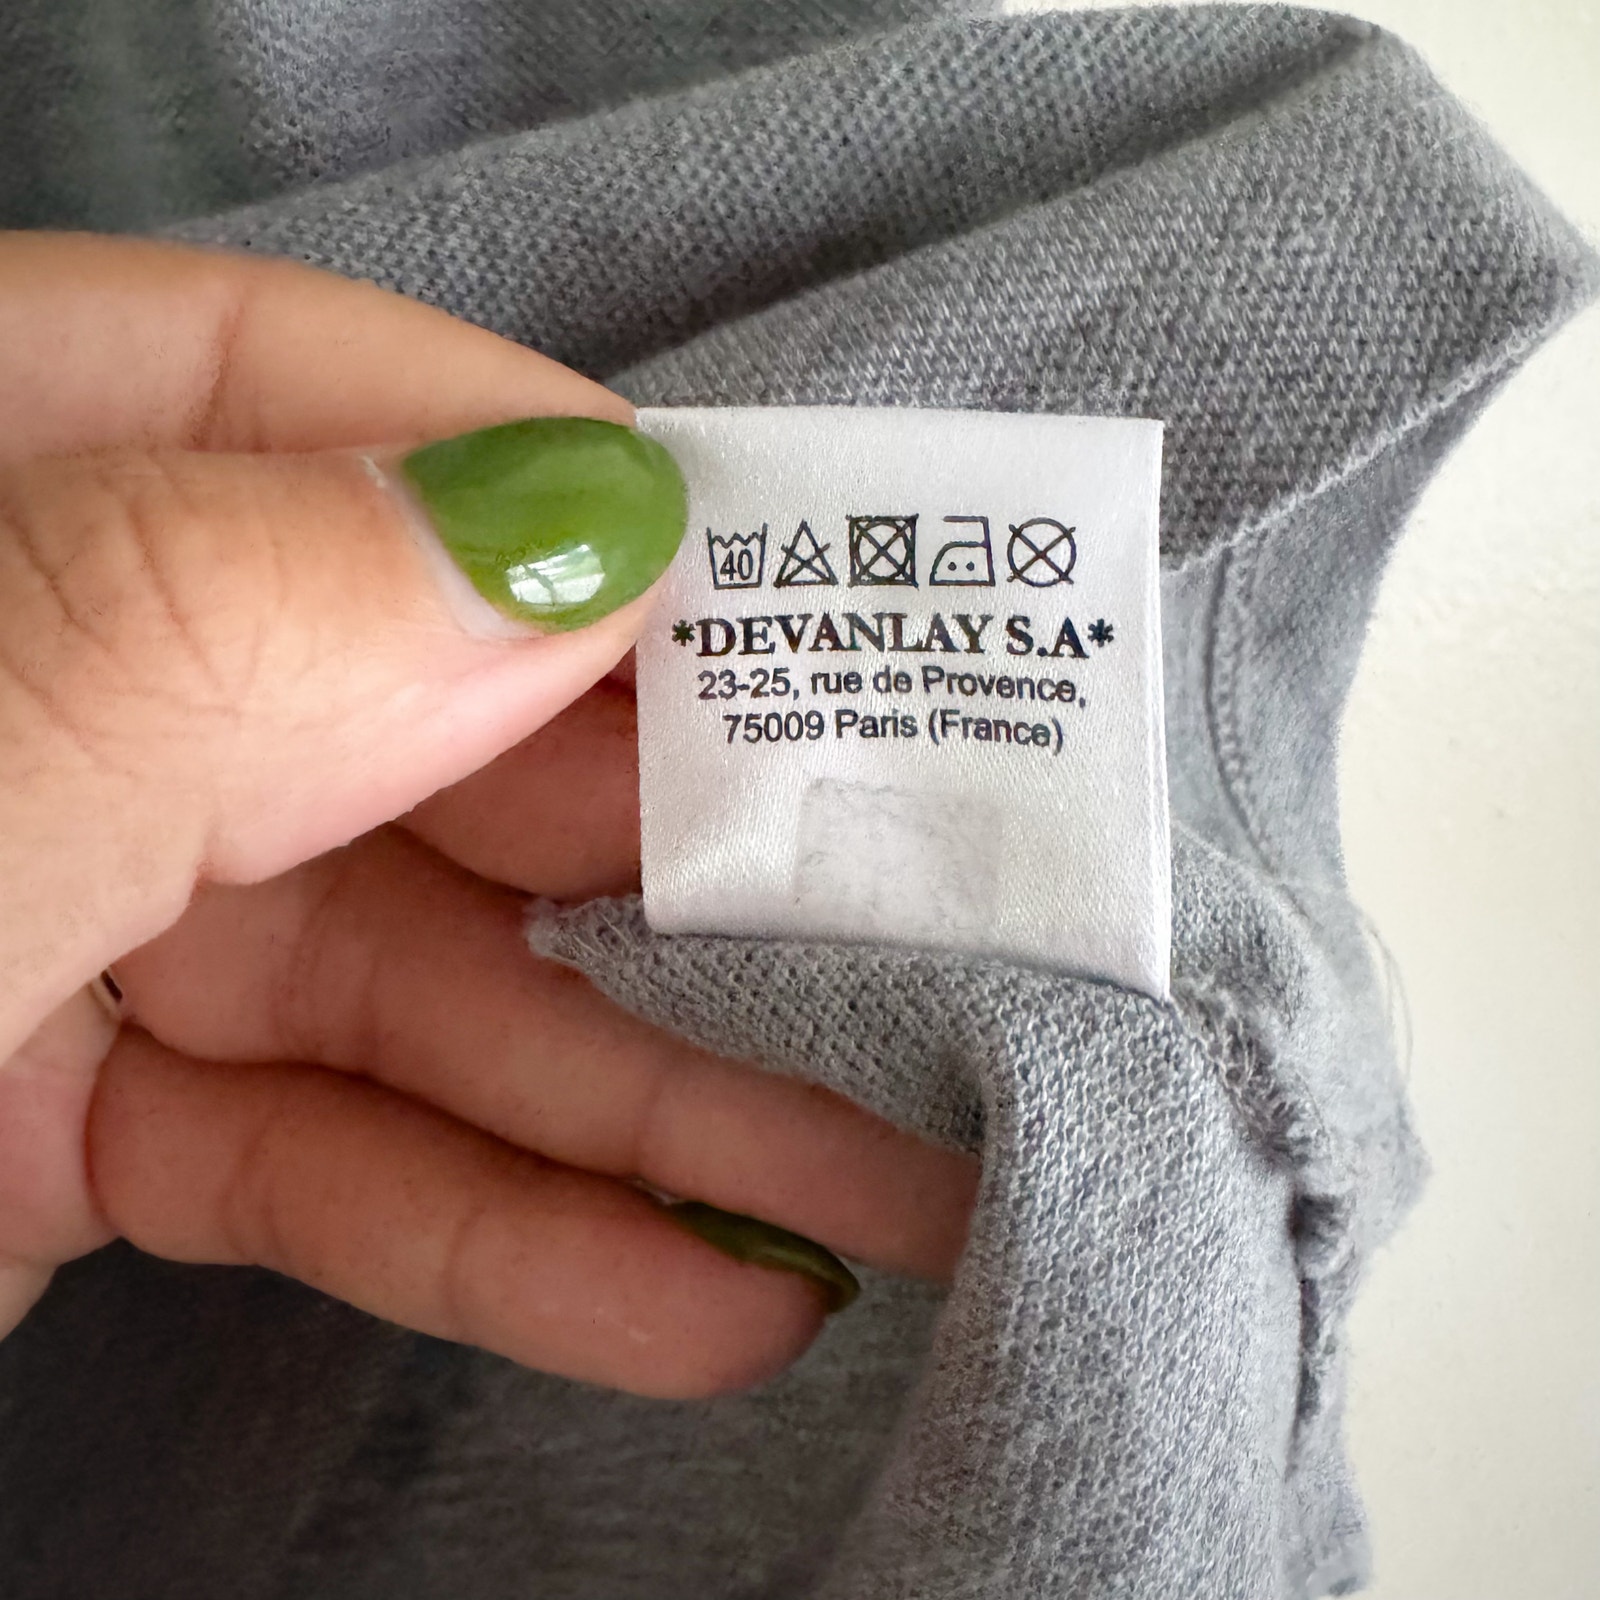 40
*DEVANLAY S.A*
23-25, rue de Provence,
75009 Paris (France)